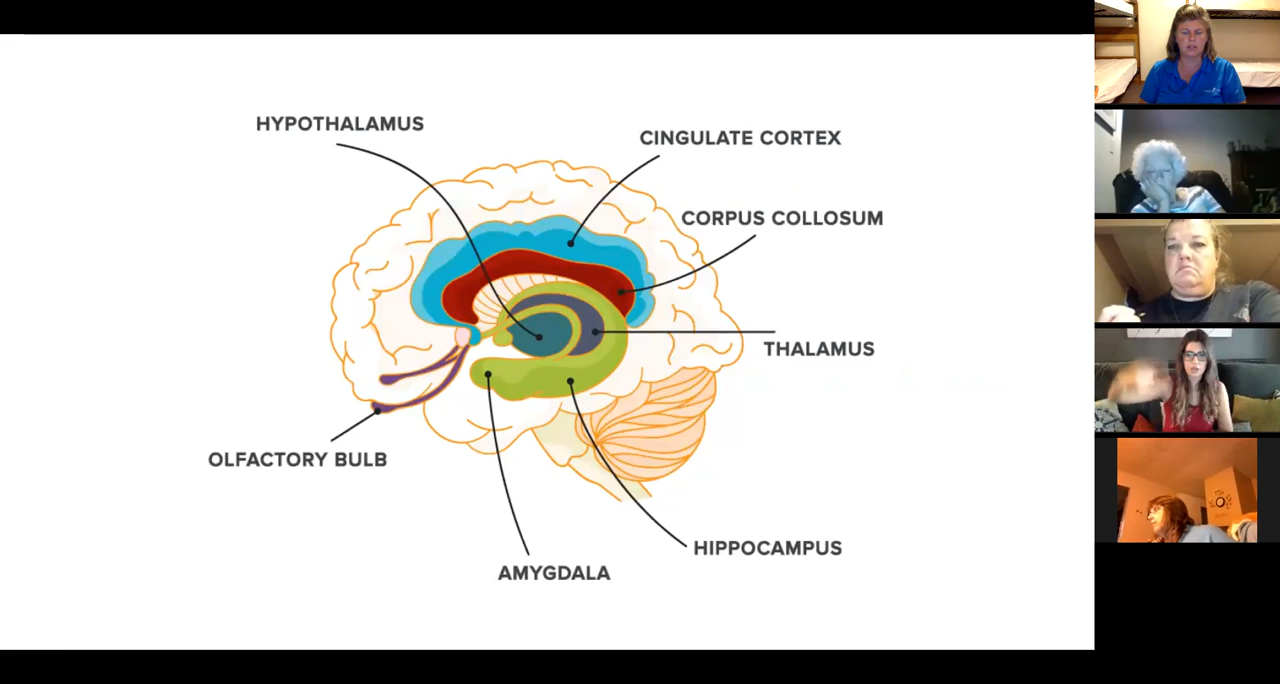 HYPOTHALAMUS
CINGULATE CORTEX
CORPUS COLLOSUM
THALAMUS
OLFACTORY BULB
HIPPOCAMPUS
AMYGDALA